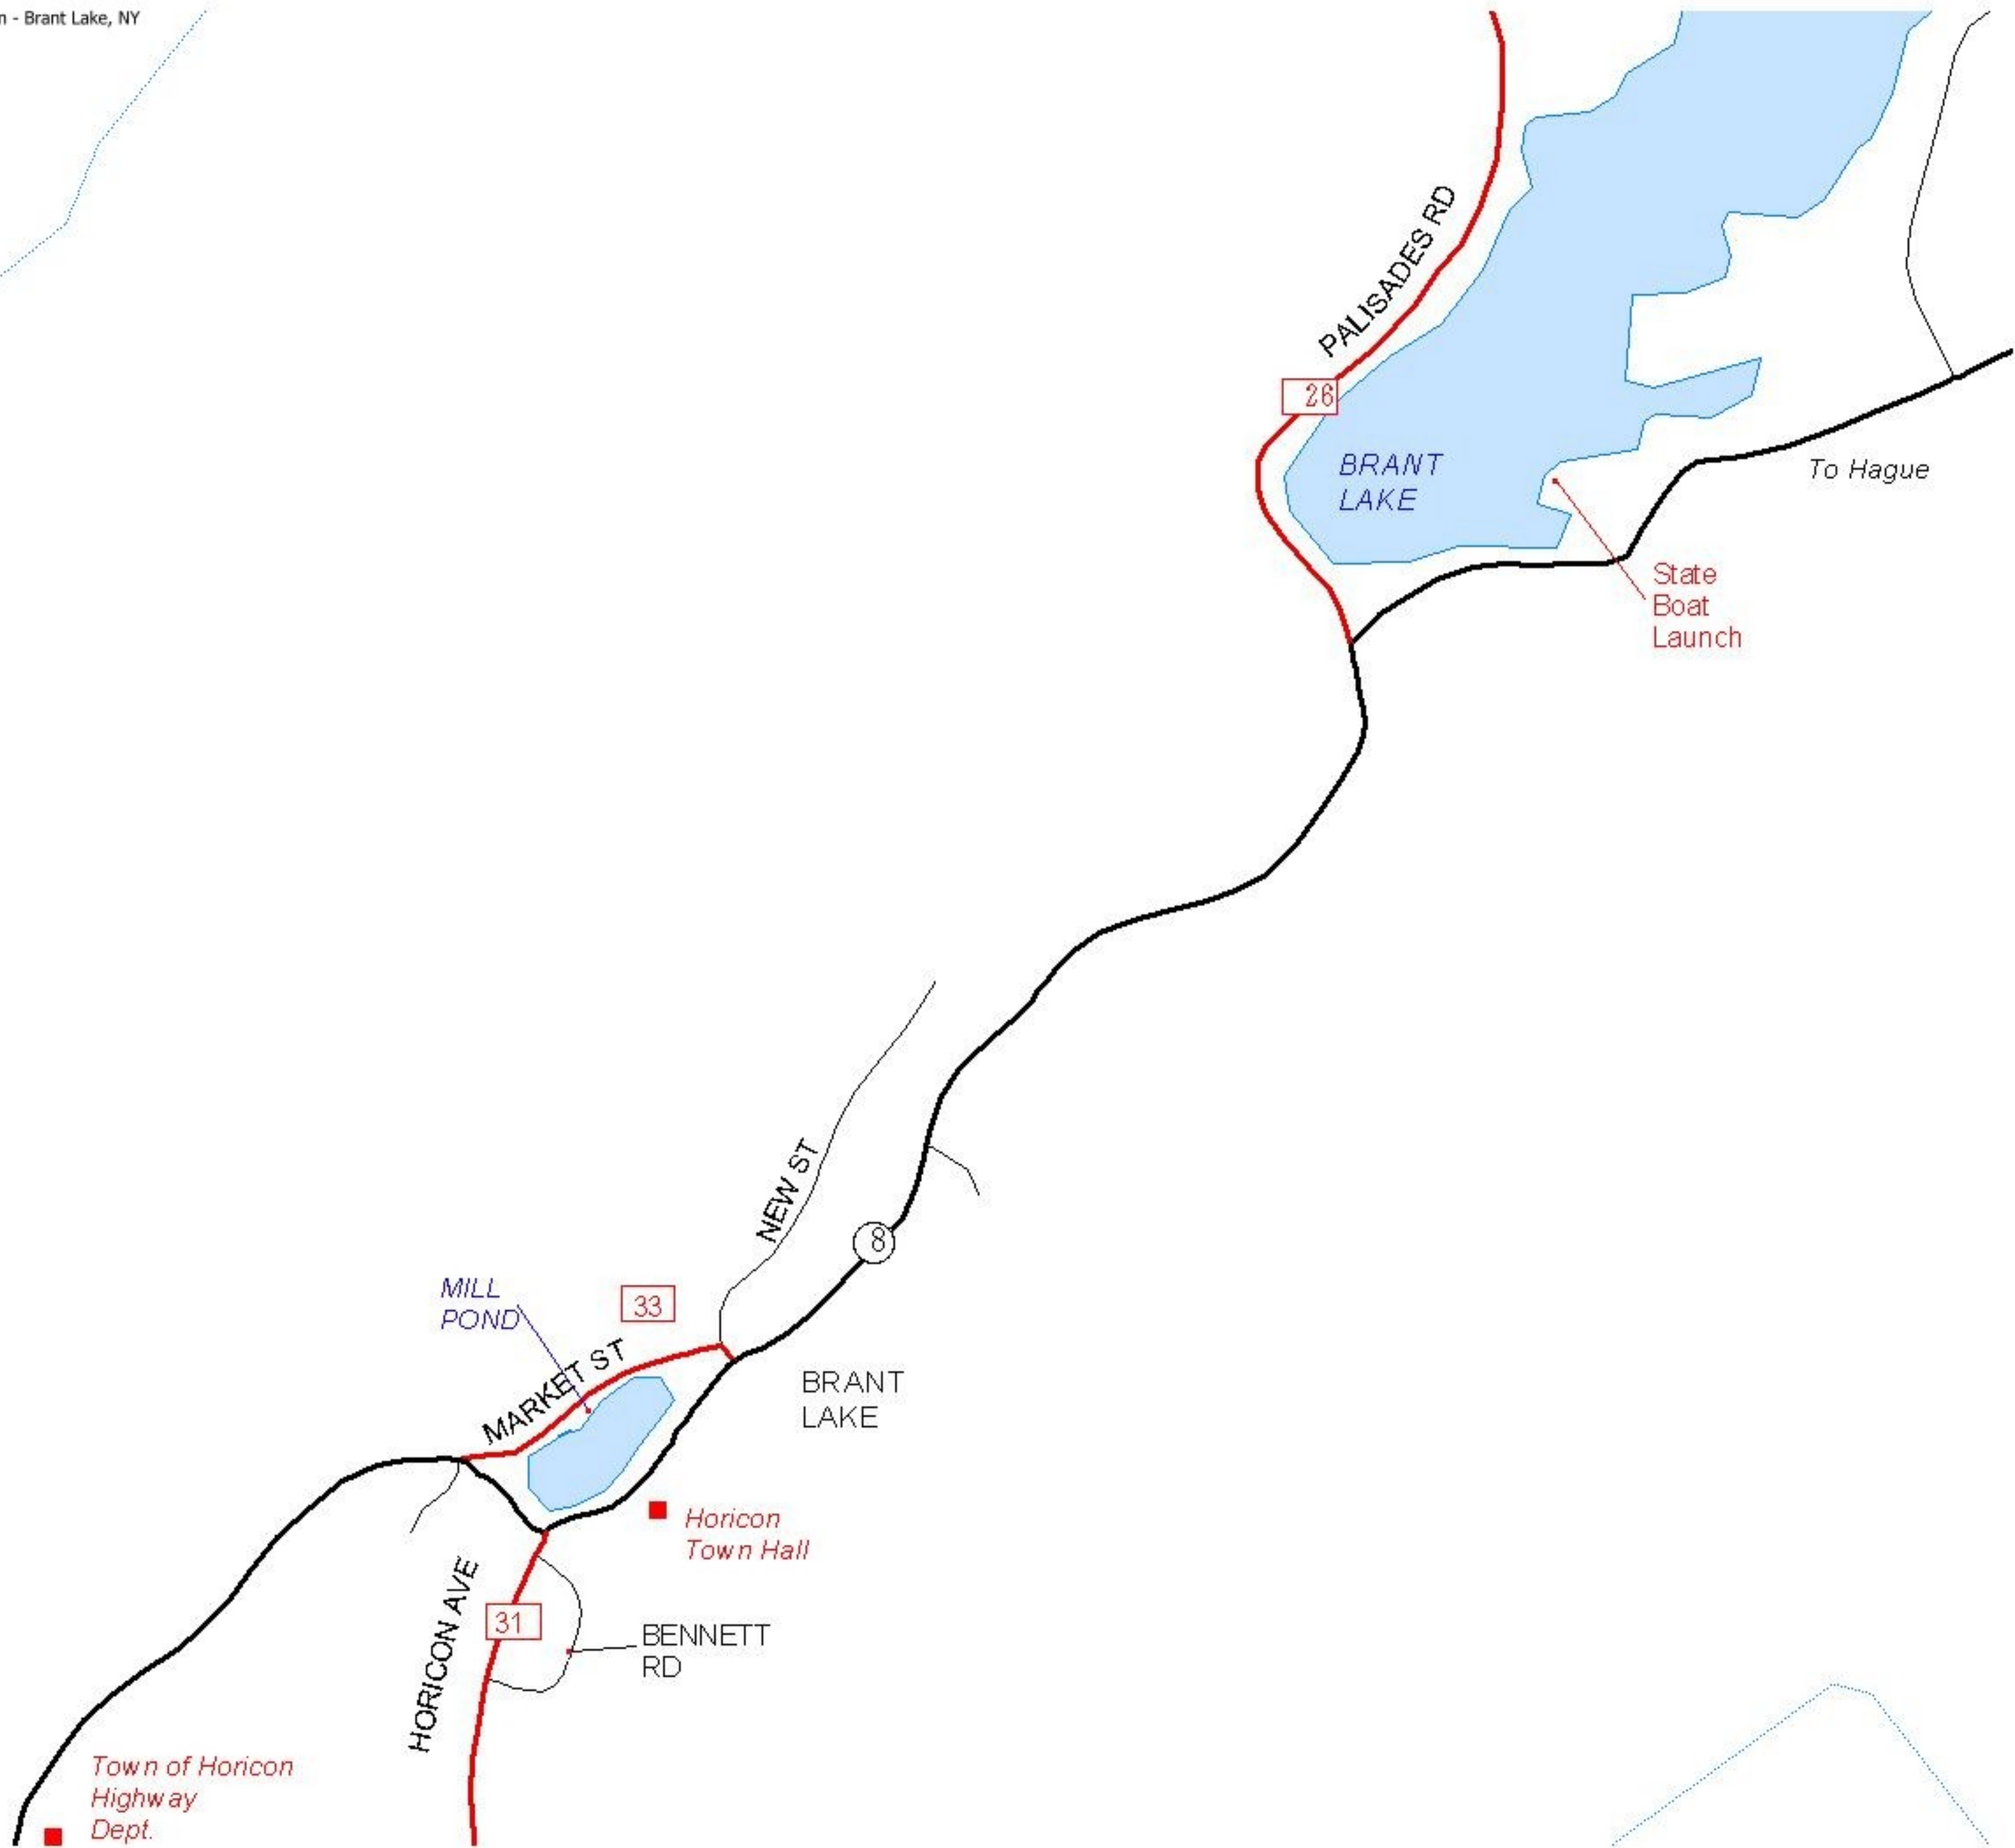 - Brant Lake, NY
PALISADES RD
26
BRANT
LAKE
To Hague
State
Boat
Launch
NEW ST
8
MILL
POND
33
MARKET ST
BRANT
LAKE
Horicon
Town Hall
HORICON AVE
31
BENNETT
RD
Town of Horicon
Highway
Dept.